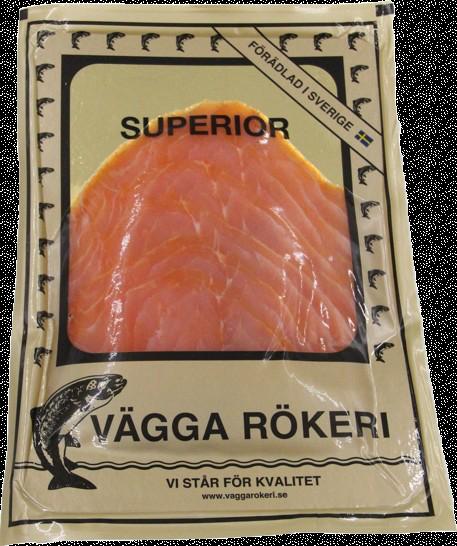 FÖRÄDLAD I SVERIGE
SUPERIOR
VÄGGA RÖKERI
VI STÅR FÖR KVALITET
www.vaggarokeri.se